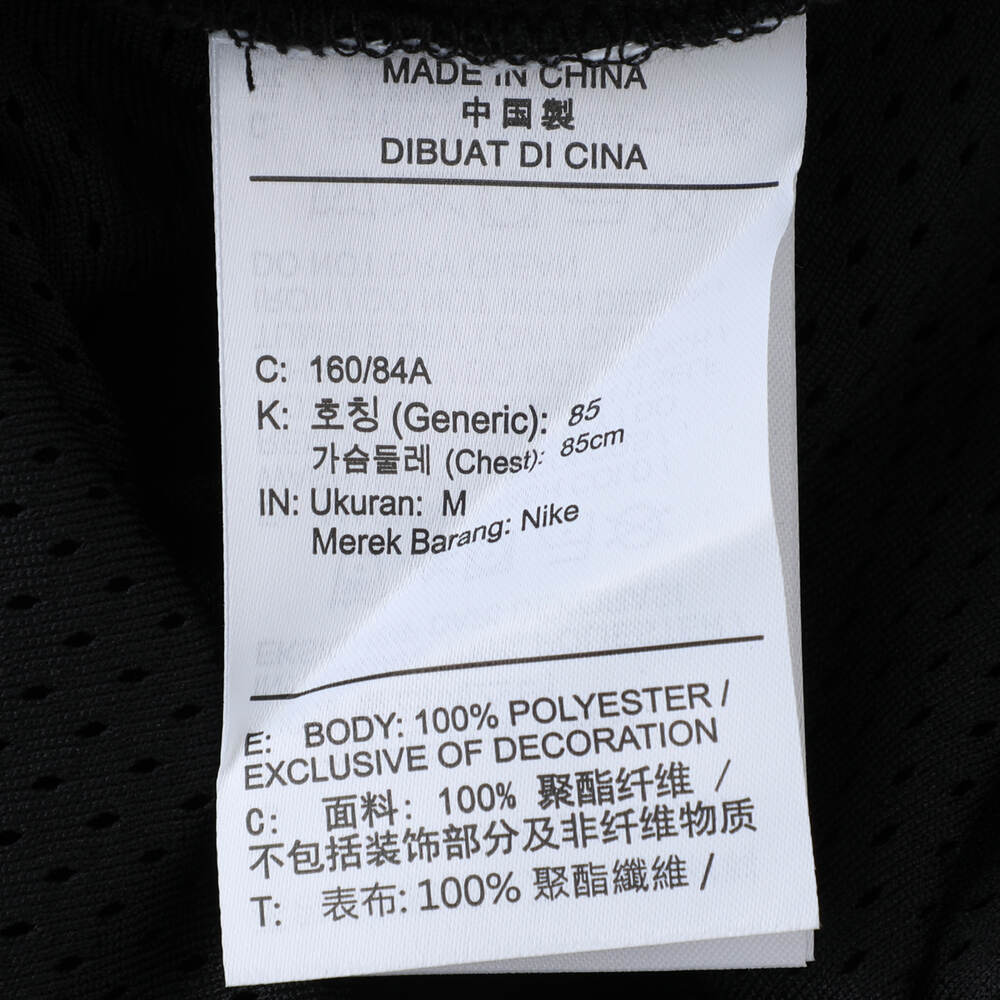 MADE IN CHINA
中国製
DIBUAT DI CINA
C: 160/84A
K: 호칭 (Generic): 85
가슴둘레 (Chest): 85cm
IN: Ukuran: M
Merek Barang: Nike
E: BODY: 100% POLYESTER /
EXCLUSIVE OF DECORATION
C: 面料: 100% 聚酯纤维 /
不包括装饰部分及非纤维物质
T: 表布: 100% 聚酯纖維 /